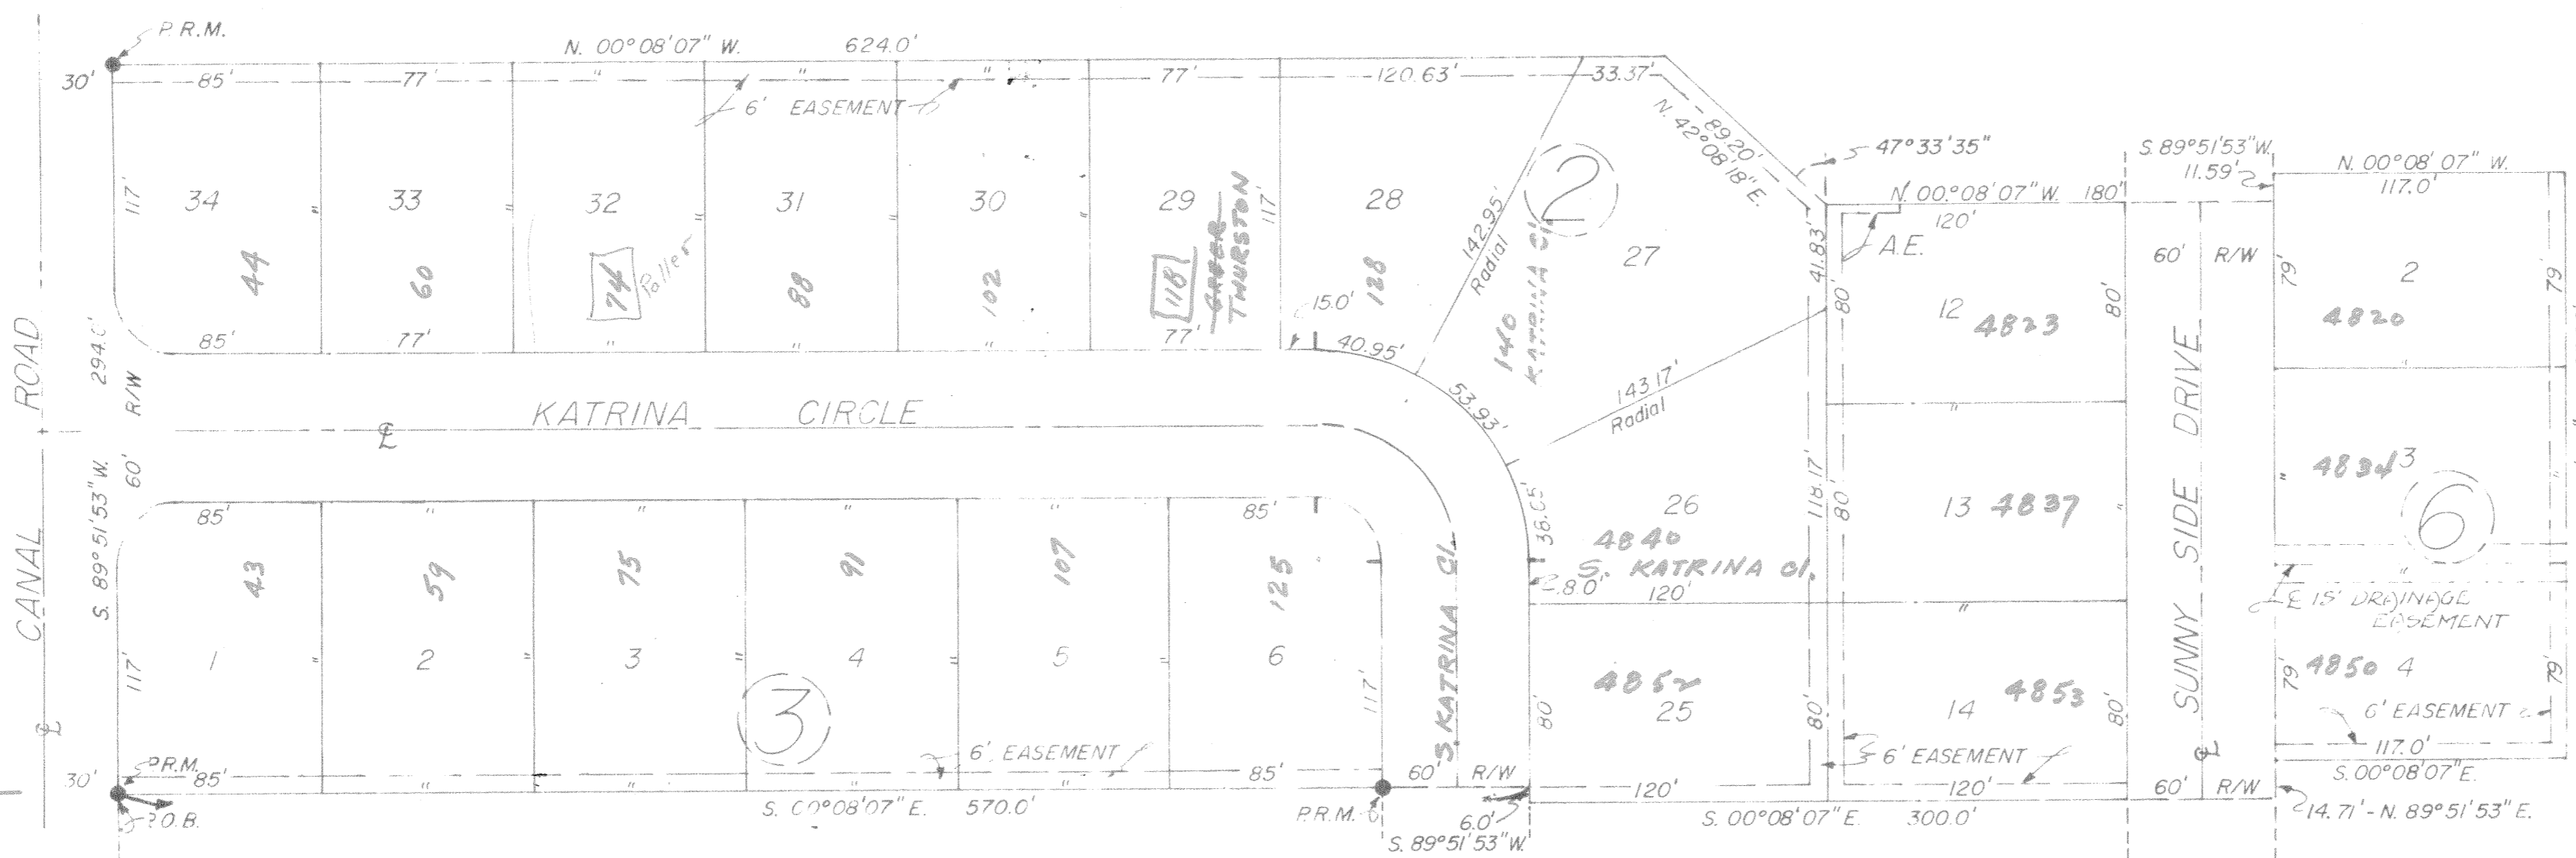 P.R.M.
N. 00°08'07" W. 624.0'
30' 85' 77' " " " 77' 120.63' 33.37'
6' EASEMENT
89.20'
N. 42°08'18" E.
47°33'35"
S. 89°51'53" W.
11.59'
N. 00°08'07" W.
117.0'
N. 00°08'07" W. 180'
120'
A.E.
34 33 32 31 30 29 28 27
117' " " " 117'
2
142.95'
Radial
41.83'
44 60 74 88 102 118 128
THURSTON
140
KATRINA CI.
15.0'
85' 77' " " " 77' 40.95'
53.93'
38.05'
143.17'
Radial
80' 12 4823 80'
60' R/W
79' 2 79'
4820
"
CANAL ROAD
294.0'
R/W
60'
S. 89°51'53" W.
KATRINA CIRCLE
℄
SUNNY SIDE DRIVE
"
118.17'
80' 13 4837 "
4834 3
"
6
85' " " " " 85'
43 59 75 91 107 125
26
4840
S. KATRINA CI.
8.0' 120'
"
℄ 15' DRAINAGE
EASEMENT
"
117' 1 " 2 " 3 " 4 " 5 " 6 117'
3
S. KATRINA CI.
80' 4852
25 80'
14 4853 80'
79' 4850 4 79'
6' EASEMENT
117.0'
S. 00°08'07" E.
℄
6' EASEMENT
6' EASEMENT
℄
P.R.M.
30' 85' " " " " 85' 60' R/W 120' 120' 60' R/W
P.O.B.
S. 00°08'07" E. 570.0'
P.R.M.
6.0'
S. 89°51'53" W.
S. 00°08'07" E. 300.0'
14.71' - N. 89°51'53" E.